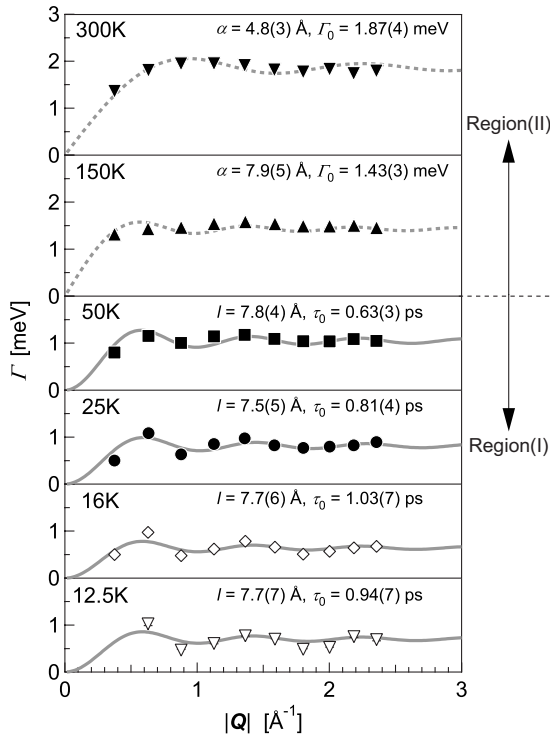 3
300K
α = 4.8(3) Å, Γ0 = 1.87(4) meV
2
1
0
Region(II)
150K
α = 7.9(5) Å, Γ0 = 1.43(3) meV
2
1
0
50K
l = 7.8(4) Å, τ0 = 0.63(3) ps
1
0
25K
l = 7.5(5) Å, τ0 = 0.81(4) ps
1
0
Region(I)
16K
l = 7.7(6) Å, τ0 = 1.03(7) ps
1
0
12.5K
l = 7.7(7) Å, τ0 = 0.94(7) ps
1
0
Γ [meV]
0 1 2 3
|Q| [Å-1]